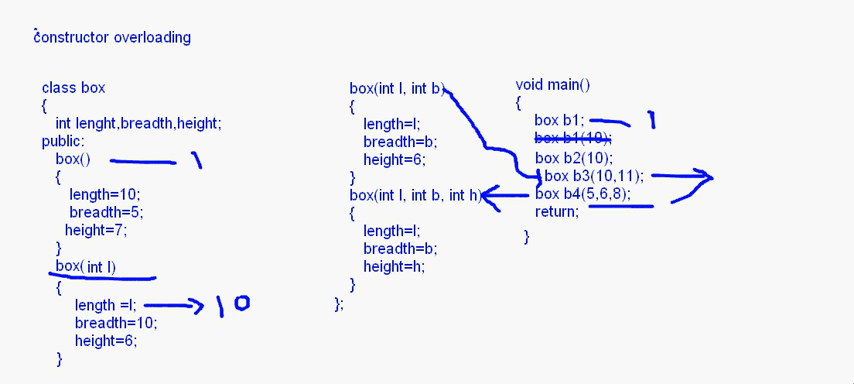 constructor overloading
class box
{
int lenght,breadth,height;
public:
box() 1
{
length=10;
breadth=5;
height=7;
}
box( int l)
{
length =l; 10
breadth=10;
height=6;
}
box(int l, int b)
{
length=l;
breadth=b;
height=6;
}
box(int l, int b, int h)
{
length=l;
breadth=b;
height=h;
}
};
void main()
{
box b1; 1
box b1(10);
box b2(10);
box b3(10,11);
box b4(5,6,8);
return;
}